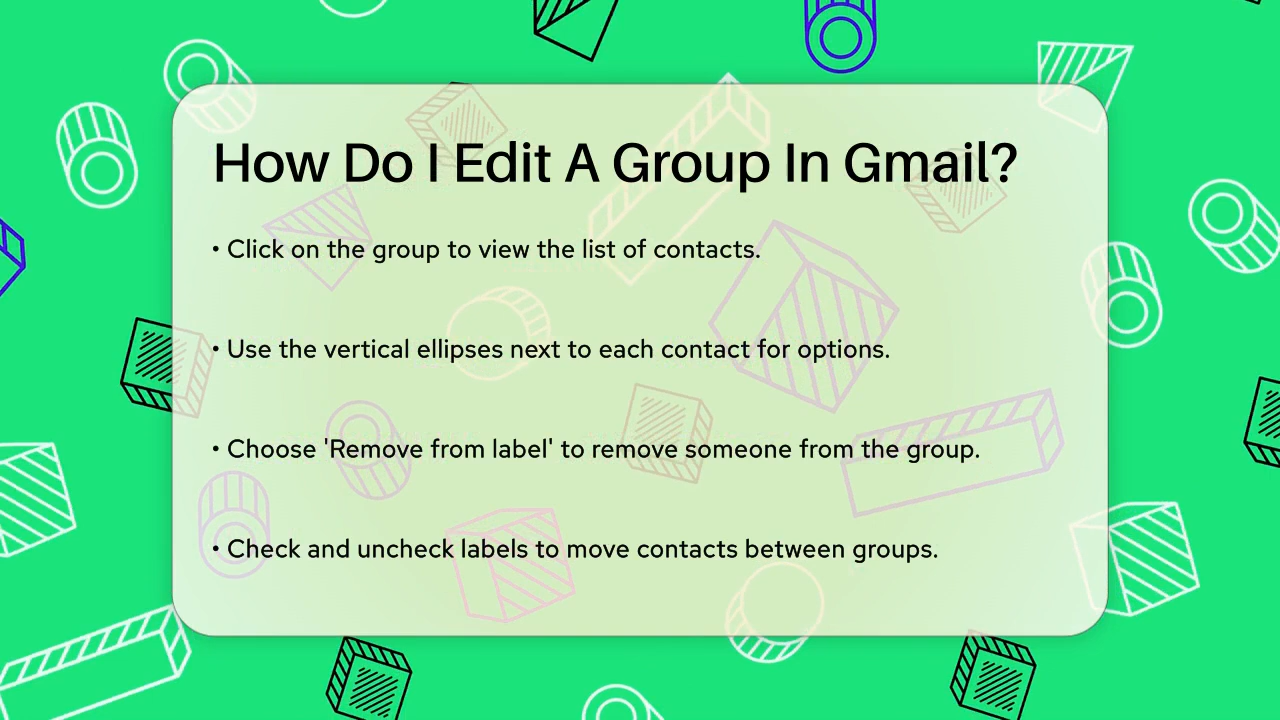 How Do I Edit A Group In Gmail?
• Click on the group to view the list of contacts.
• Use the vertical ellipses next to each contact for options.
• Choose 'Remove from label' to remove someone from the group.
• Check and uncheck labels to move contacts between groups.